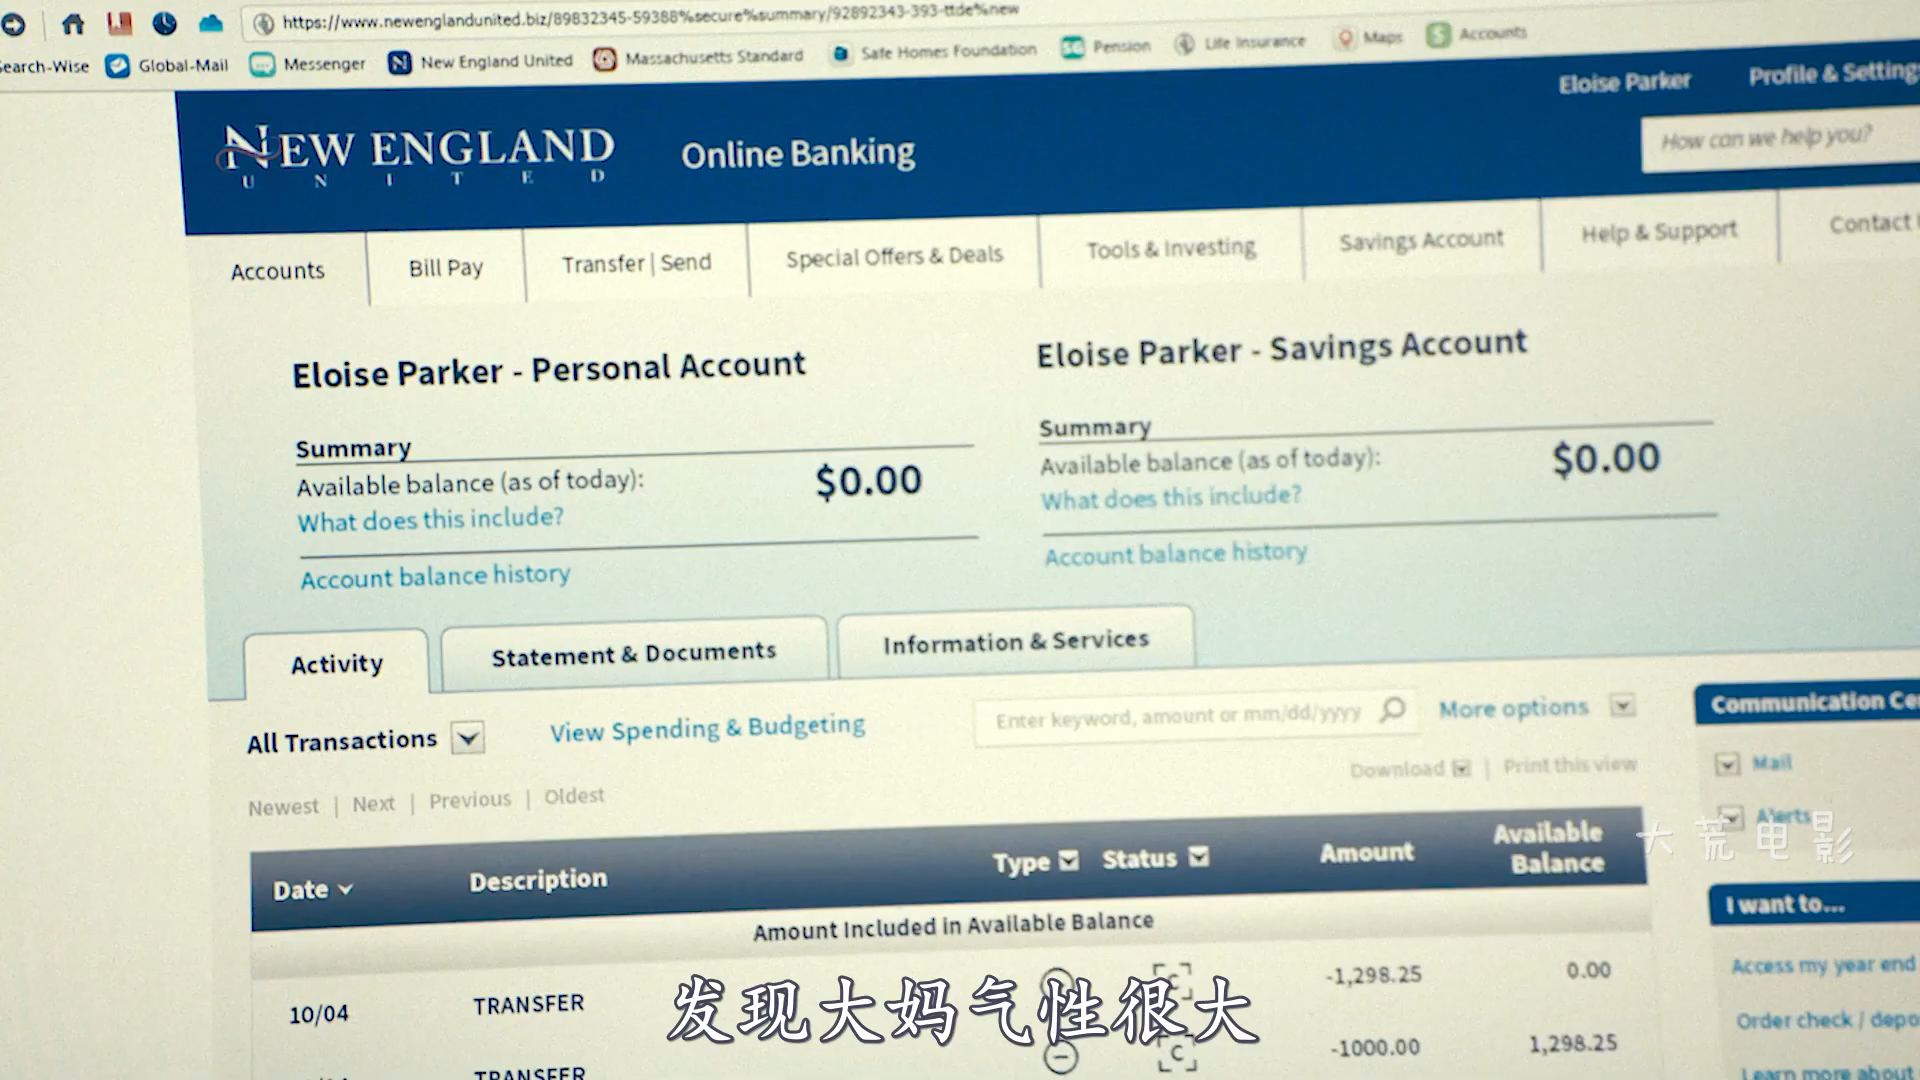 https://www.newenglandunited.biz/89832345-59388%secure%summary/92892343-393-ttde%new
Search-Wise Global-Mail Messenger New England United Massachusetts Standard Safe Homes Foundation Pension Life Insurance Maps Accounts
Eloise Parker Profile & Settings
NEW ENGLAND
UNITED
Online Banking
How can we help you?
Accounts Bill Pay Transfer | Send Special Offers & Deals Tools & Investing Savings Account Help & Support Contact
Eloise Parker - Personal Account
Summary
Available balance (as of today): $0.00
What does this include?
Account balance history
Eloise Parker - Savings Account
Summary
Available balance (as of today): $0.00
What does this include?
Account balance history
Activity Statement & Documents Information & Services
All Transactions View Spending & Budgeting Enter keyword, amount or mm/dd/yyyy More options
Download | Print this view
Newest | Next | Previous | Oldest
Date Description Type Status Amount Available Balance
Amount Included in Available Balance
10/04 TRANSFER -1,298.25 0.00
TRANSFER C -1000.00 1,298.25
Communication
Mail
Alerts
大荒电影
I want to...
Access my year end
Order check / depo
Learn more about
发现大妈气性很大